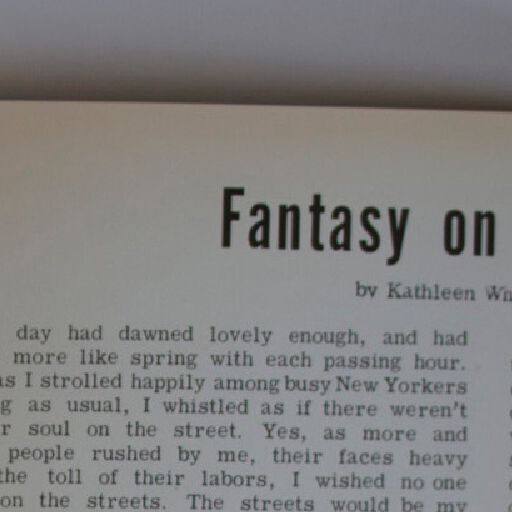 Fantasy on
by Kathleen
day had dawned lovely enough, and had
more like spring with each passing hour.
as I strolled happily among busy New Yorkers
as usual, I whistled as if there weren't
soul on the street. Yes, as more and
people rushed by me, their faces heavy
the toll of their labors, I wished no one
on the streets. The streets would be my